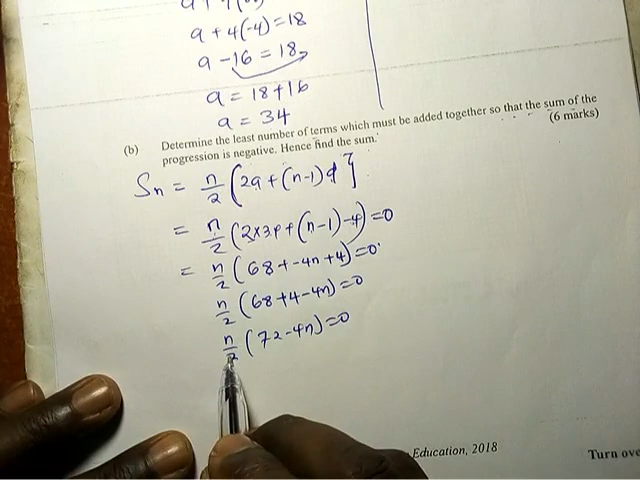 a + 4(-4) = 18
a - 16 = 18
a = 18 + 16
a = 34
(b) Determine the least number of terms which must be added together so that the sum of the progression is negative. Hence find the sum. (6 marks)
Sn = n/2 (2a + (n-1)d}
= n/2 (2x34 + (n-1)-4) = 0
= n/2 (68 + -4n + 4) = 0
n/2 (68 + 4 - 4n) = 0
n/2 (72 - 4n) = 0
Education, 2018
Turn ove